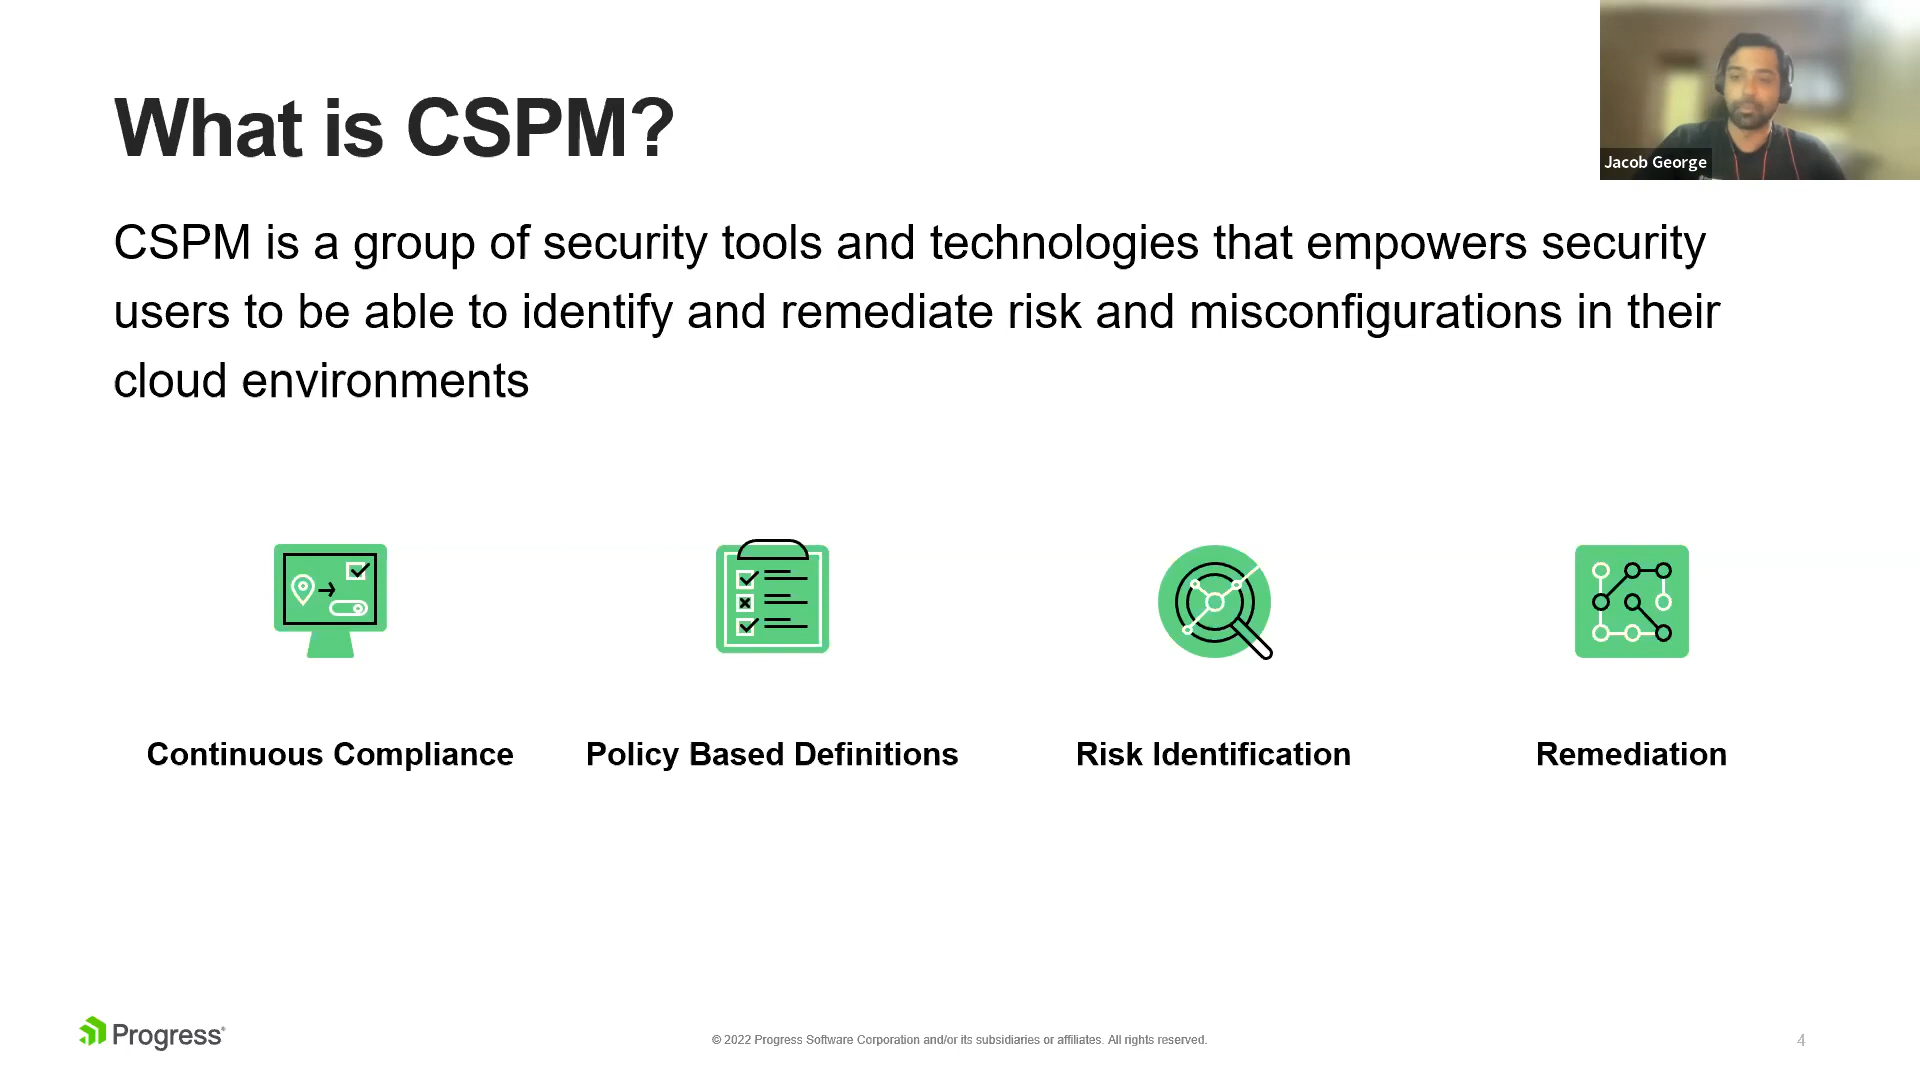 What is CSPM?
Jacob George
CSPM is a group of security tools and technologies that empowers security
users to be able to identify and remediate risk and misconfigurations in their
cloud environments
Continuous Compliance
Policy Based Definitions
Risk Identification
Remediation
Progress®
© 2022 Progress Software Corporation and/or its subsidiaries or affiliates. All rights reserved.
4